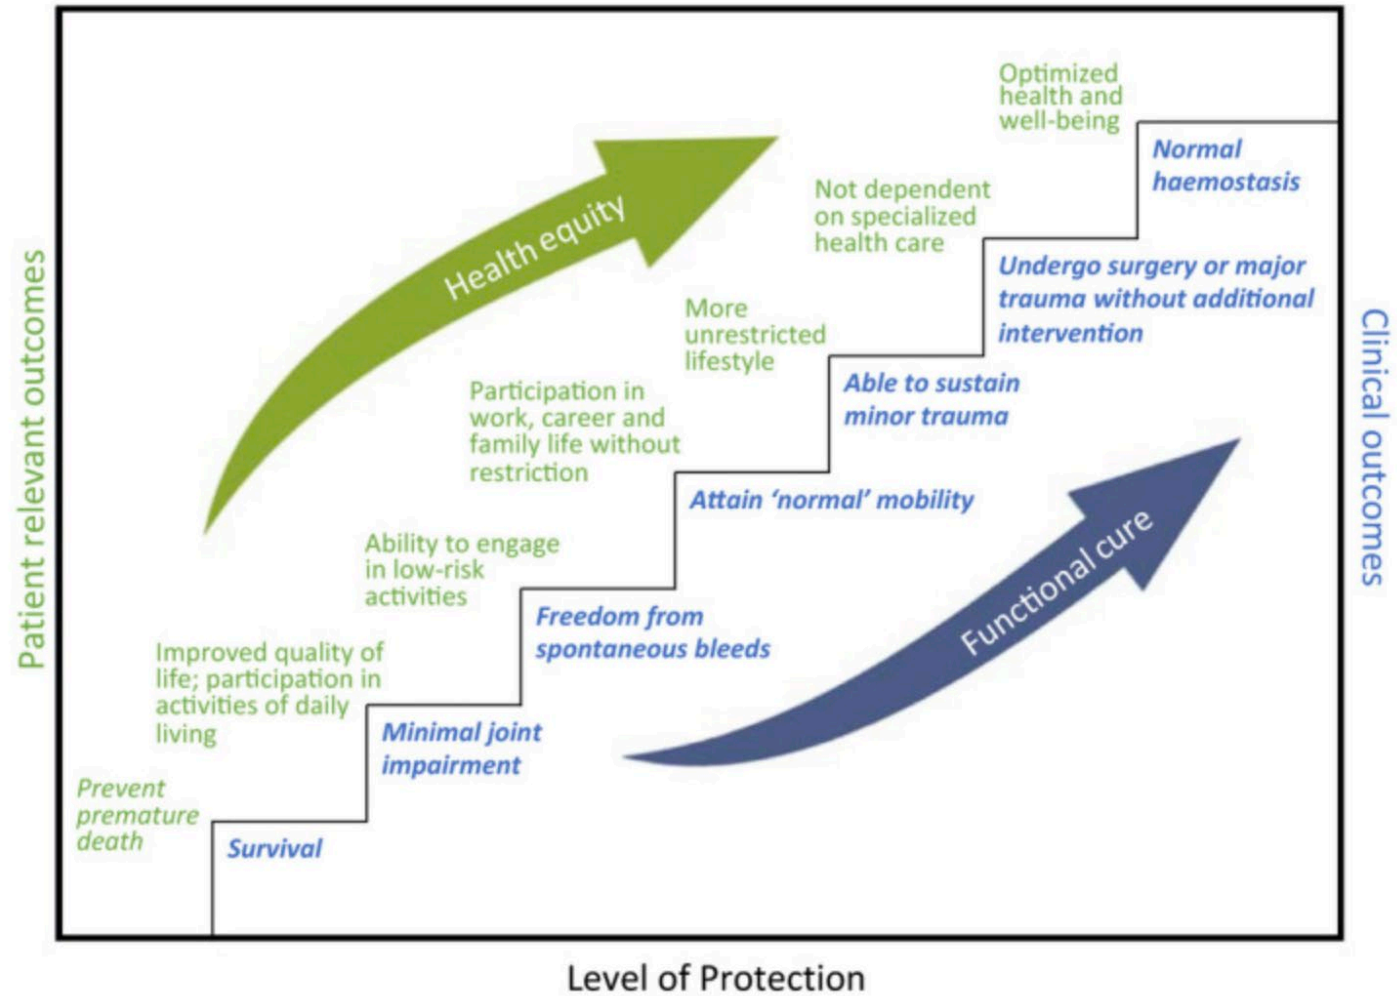 Optimized
health and
well-being
Normal
haemostasis
Not dependent
on specialized
health care
Health equity
Undergo surgery or major
trauma without additional
intervention
More
unrestricted
lifestyle
Able to sustain
minor trauma
Participation in
work, career and
family life without
restriction
Attain ‘normal’ mobility
Ability to engage
in low-risk
activities
Freedom from
spontaneous bleeds
Functional cure
Improved quality of
life; participation in
activities of daily
living
Minimal joint
impairment
Prevent
premature
death
Survival
Patient relevant outcomes
Clinical outcomes
Level of Protection